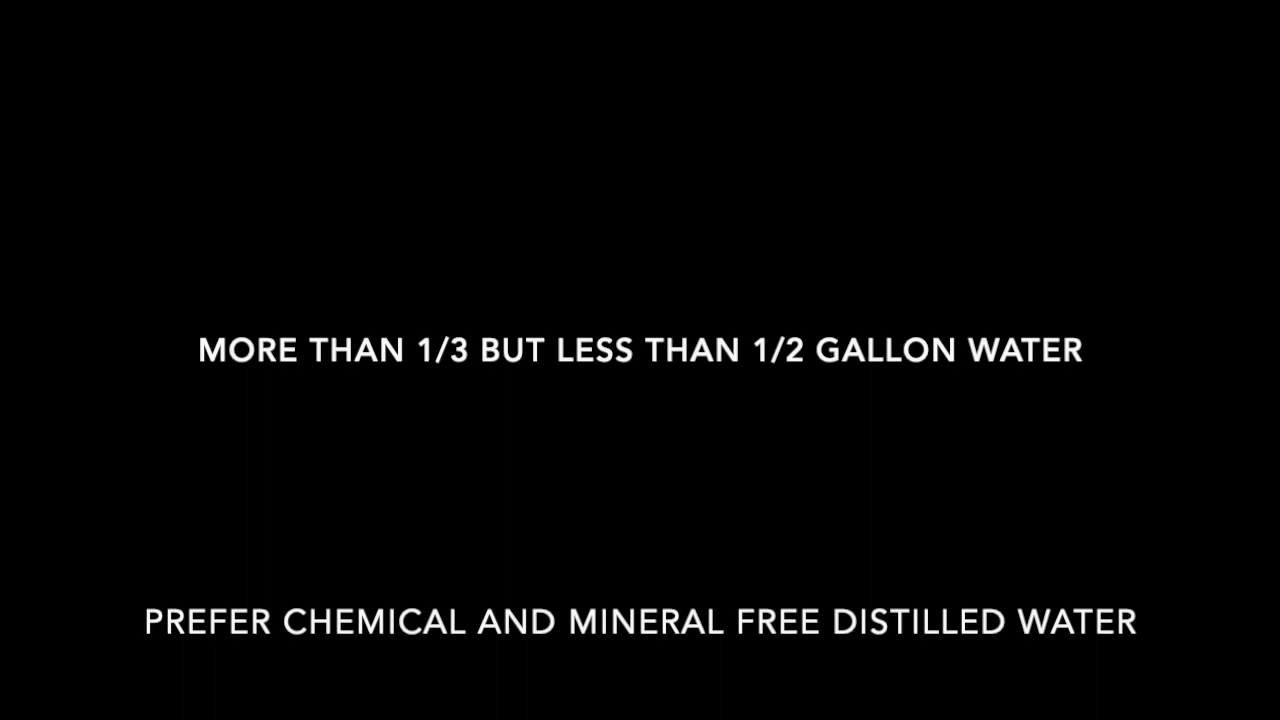 MORE THAN 1/3 BUT LESS THAN 1/2 GALLON WATER
PREFER CHEMICAL AND MINERAL FREE DISTILLED WATER